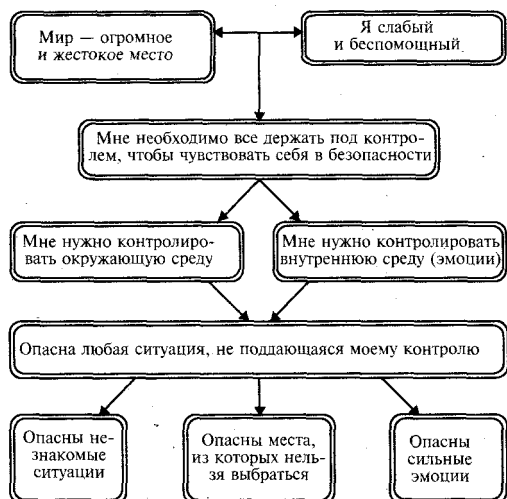 Мир — огромное
и жестокое место
Я слабый
и беспомощный
Мне необходимо все держать под контро-
лем, чтобы чувствовать себя в безопасности
Мне нужно контролиро-
вать окружающую среду
Мне нужно контролировать
внутреннюю среду (эмоции)
Опасна любая ситуация, не поддающаяся моему контролю
Опасны не-
знакомые
ситуации
Опасны места,
из которых нель-
зя выбраться
Опасны
сильные
эмоции